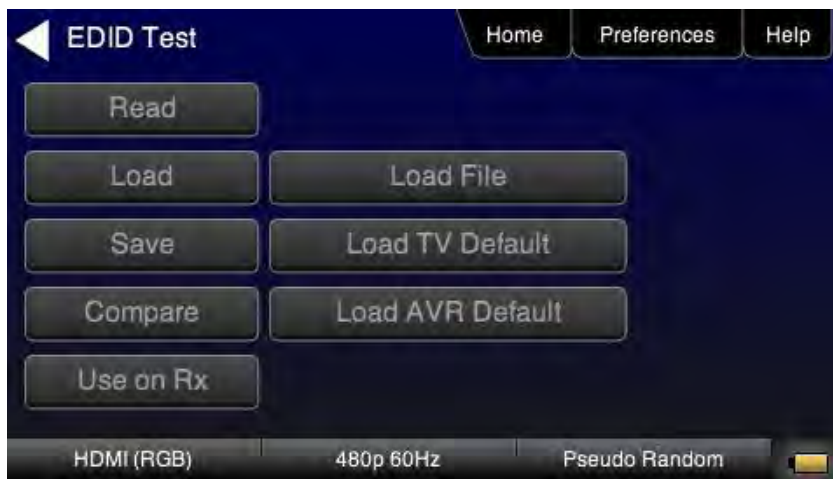 EDID Test
Home
Preferences
Help
Read
Load
Load File
Save
Load TV Default
Compare
Load AVR Default
Use on Rx
HDMI (RGB)
480p 60Hz
Pseudo Random